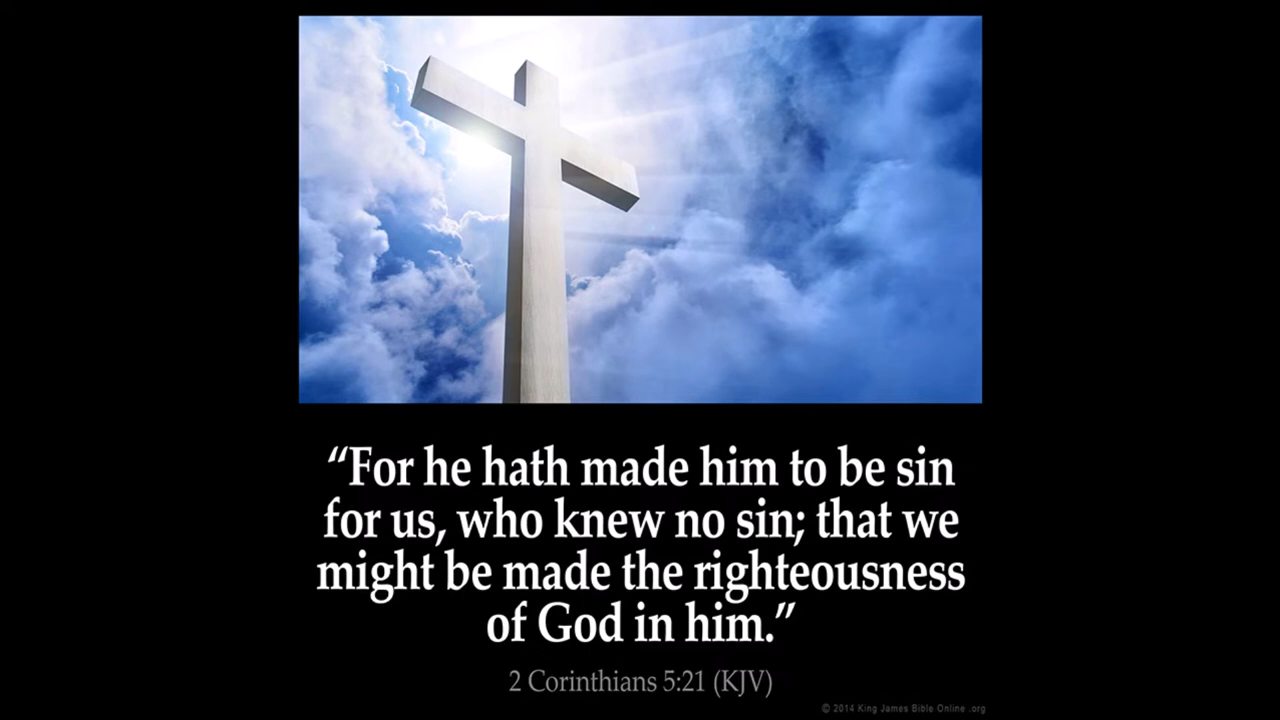 “For he hath made him to be sin
for us, who knew no sin; that we
might be made the righteousness
of God in him.”
2 Corinthians 5:21 (KJV)
© 2014 King James Bible Online .org